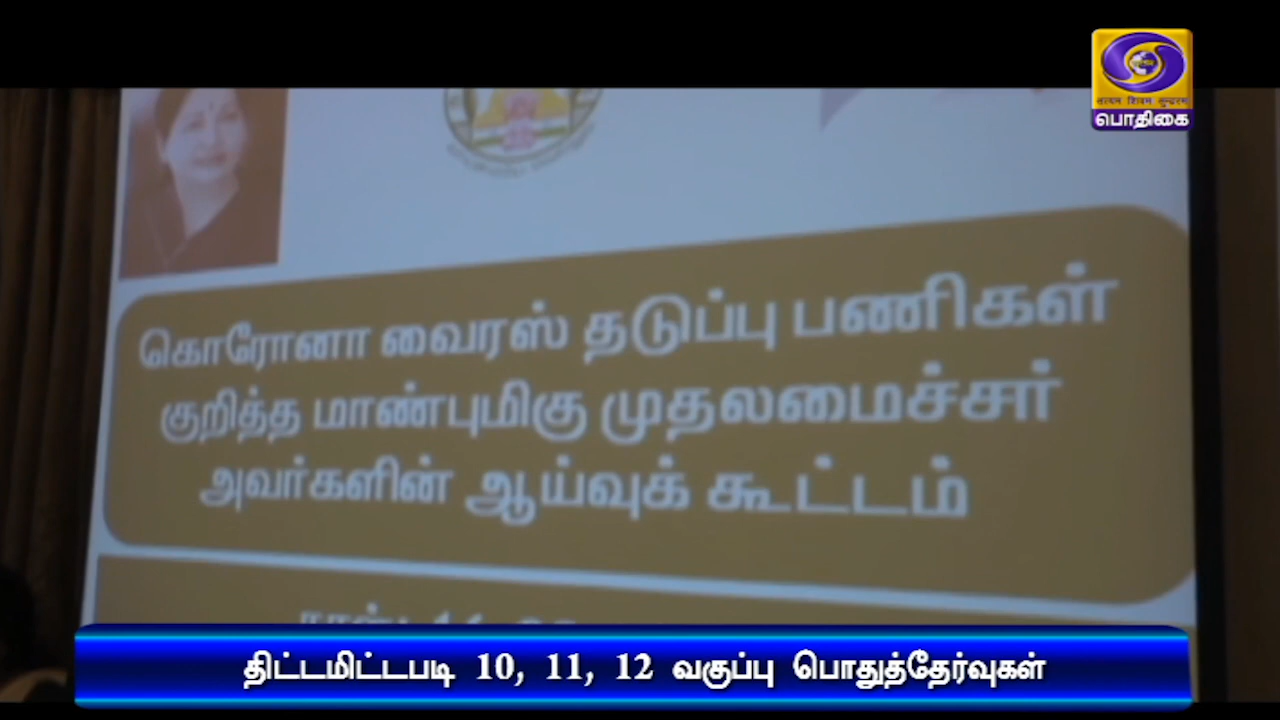 பொதிகை
கொரோனா வைரஸ் தடுப்பு பணிகள்
குறித்த மாண்புமிகு முதலமைச்சர்
அவர்களின் ஆய்வுக் கூட்டம்
திட்டமிட்டபடி 10, 11, 12 வகுப்பு பொதுத்தேர்வுகள்